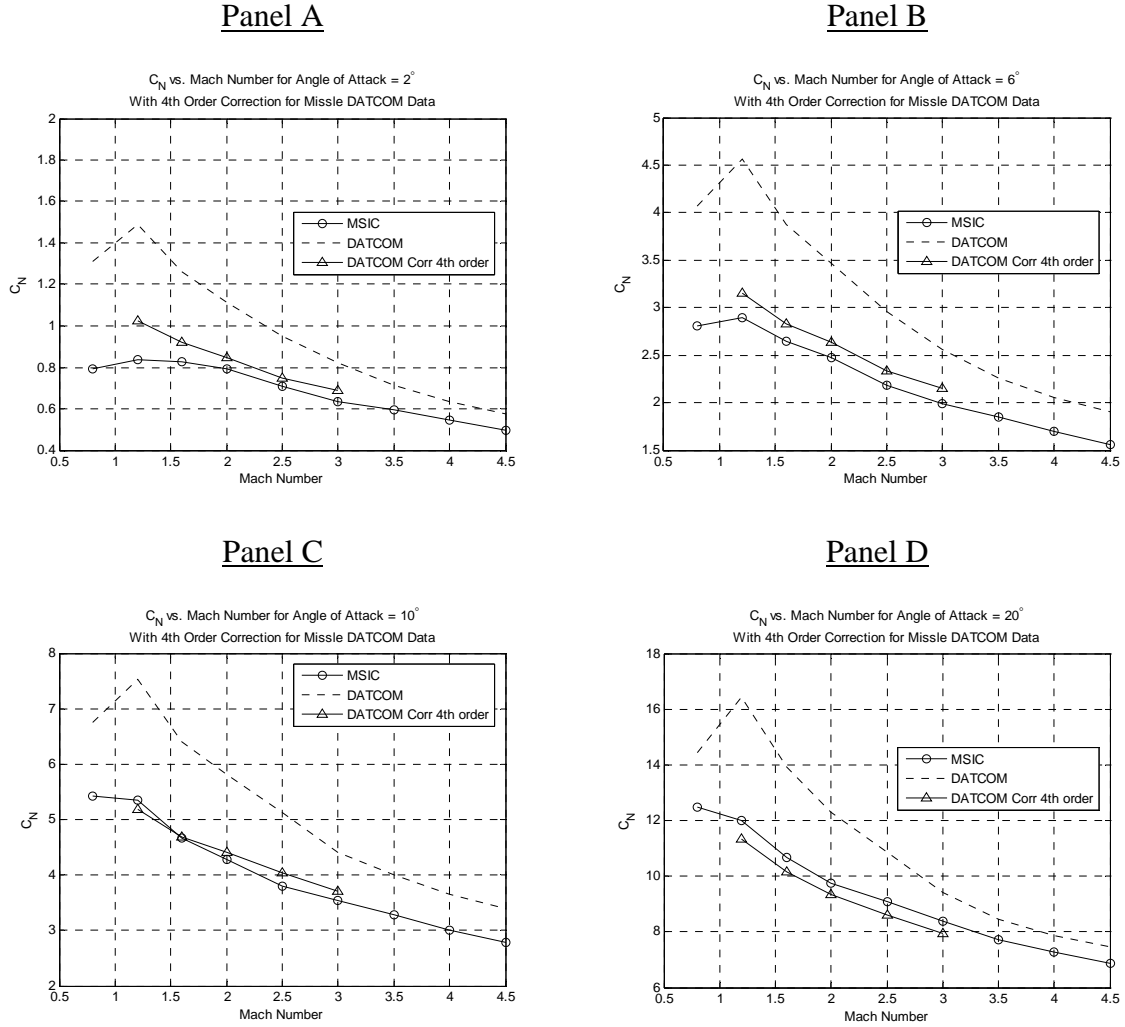 Panel A
C_N vs. Mach Number for Angle of Attack = 2°
With 4th Order Correction for Missle DATCOM Data
2
1.8
1.6
1.4
1.2
1
0.8
0.6
0.4
C_N
MSIC
DATCOM
DATCOM Corr 4th order
0.5 1 1.5 2 2.5 3 3.5 4 4.5
Mach Number
Panel B
C_N vs. Mach Number for Angle of Attack = 6°
With 4th Order Correction for Missle DATCOM Data
5
4.5
4
3.5
3
2.5
2
1.5
C_N
MSIC
DATCOM
DATCOM Corr 4th order
0.5 1 1.5 2 2.5 3 3.5 4 4.5
Mach Number
Panel C
C_N vs. Mach Number for Angle of Attack = 10°
With 4th Order Correction for Missle DATCOM Data
8
7
6
5
4
3
2
C_N
MSIC
DATCOM
DATCOM Corr 4th order
0.5 1 1.5 2 2.5 3 3.5 4 4.5
Mach Number
Panel D
C_N vs. Mach Number for Angle of Attack = 20°
With 4th Order Correction for Missle DATCOM Data
18
16
14
12
10
8
6
C_N
MSIC
DATCOM
DATCOM Corr 4th order
0.5 1 1.5 2 2.5 3 3.5 4 4.5
Mach Number